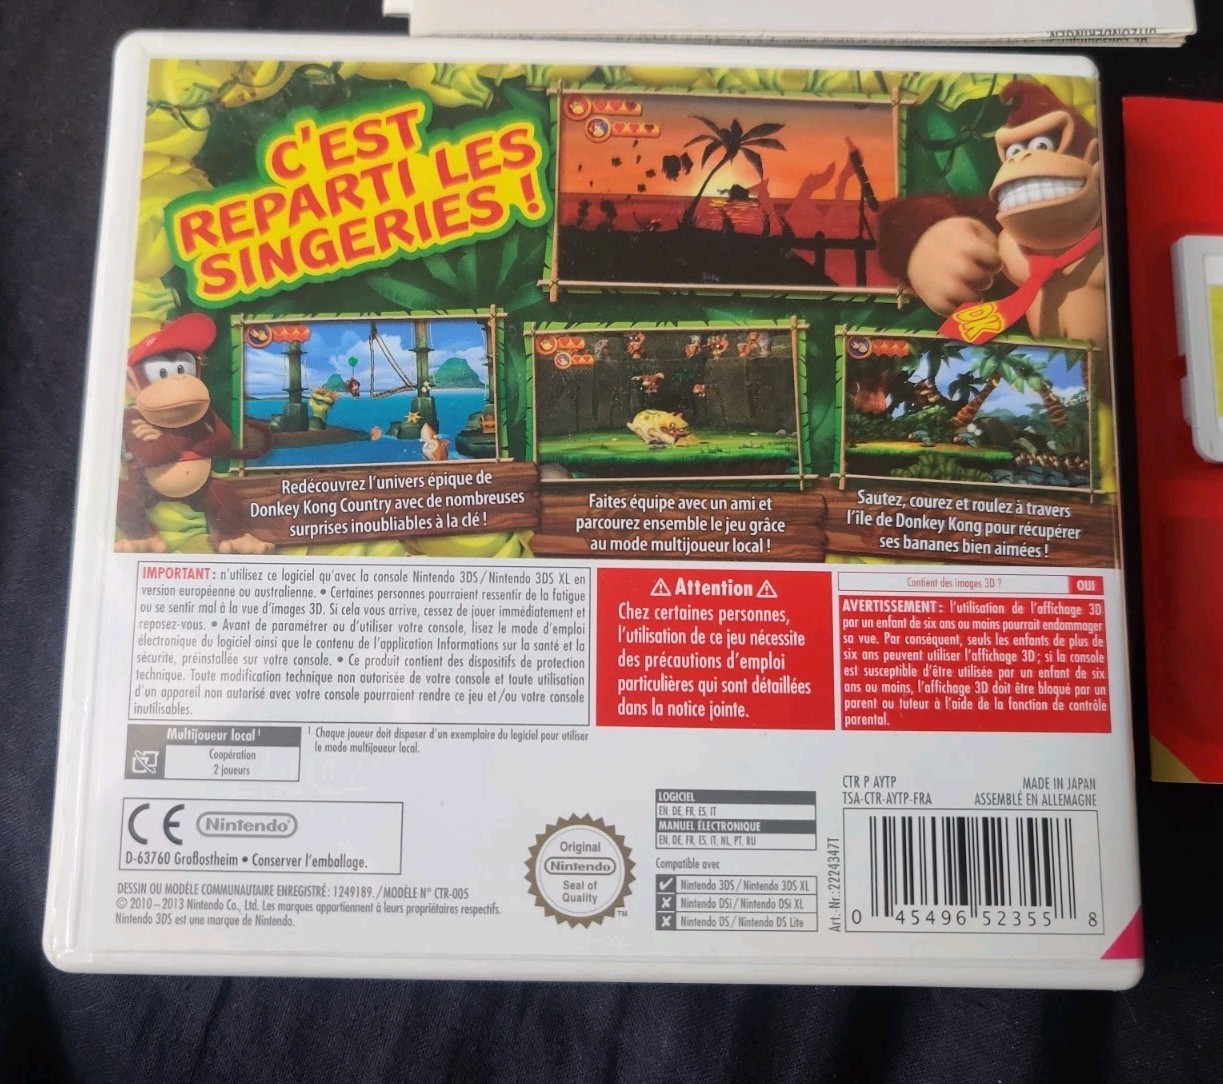 C'EST
REPARTI LES
SINGERIES !
DK
Redécouvrez l'univers épique de
Donkey Kong Country avec de nombreuses
surprises inoubliables à la clé !
Faites équipe avec un ami et
parcourez ensemble le jeu grâce
au mode multijoueur local !
Sautez, courez et roulez à travers
l'île de Donkey Kong pour récupérer
ses bananes bien aimées !
IMPORTANT : n'utilisez ce logiciel qu'avec la console Nintendo 3DS/Nintendo 3DS XL en
version européenne ou australienne. • Certaines personnes pourraient ressentir de la fatigue
ou se sentir mal à la vue d'images 3D. Si cela vous arrive, cessez de jouer immédiatement et
reposez-vous. • Avant de paramétrer ou d'utiliser votre console, lisez le mode d'emploi
électronique du logiciel ainsi que le contenu de l'application Informations sur la santé et la
sécurité, préinstallée sur votre console. • Ce produit contient des dispositifs de protection
technique. Toute modification technique non autorisée de votre console et toute utilisation
d'un appareil non autorisé avec votre console pourraient rendre ce jeu et/ou votre console
inutilisables.
⚠ Attention ⚠
Chez certaines personnes,
l'utilisation de ce jeu nécessite
des précautions d'emploi
particulières qui sont détaillées
dans la notice jointe.
Contient des images 3D ? OUI
AVERTISSEMENT : l'utilisation de l'affichage 3D
par un enfant de six ans ou moins pourrait endommager
sa vue. Par conséquent, seuls les enfants de plus de
six ans peuvent utiliser l'affichage 3D ; si la console
est susceptible d'être utilisée par un enfant de six
ans ou moins, l'affichage 3D doit être bloqué par un
parent ou tuteur à l'aide de la fonction de contrôle
parental.
Multijoueur local¹
Coopération
2 joueurs
¹ Chaque joueur doit disposer d'un exemplaire du logiciel pour utiliser
le mode multijoueur local.
CE Nintendo
D-63760 Großostheim • Conserver l'emballage.
DESSIN OU MODÈLE COMMUNAUTAIRE ENREGISTRÉ : 1249189. / MODÈLE N° CTR-005
© 2010–2013 Nintendo Co., Ltd. Les marques appartiennent à leurs propriétaires respectifs.
Nintendo 3DS est une marque de Nintendo.
Original
Nintendo
Seal of
Quality
TM
LOGICIEL
EN, DE, FR, ES, IT
MANUEL ÉLECTRONIQUE
EN, DE, FR, ES, IT, NL, PT, RU
Compatible avec
Nintendo 3DS / Nintendo 3DS XL
Nintendo DSi / Nintendo DSi XL
Nintendo DS / Nintendo DS Lite
Art.-Nr.: 2224347T
CTR P AYTP MADE IN JAPAN
TSA-CTR-AYTP-FRA ASSEMBLÉ EN ALLEMAGNE
0 45496 52355 8